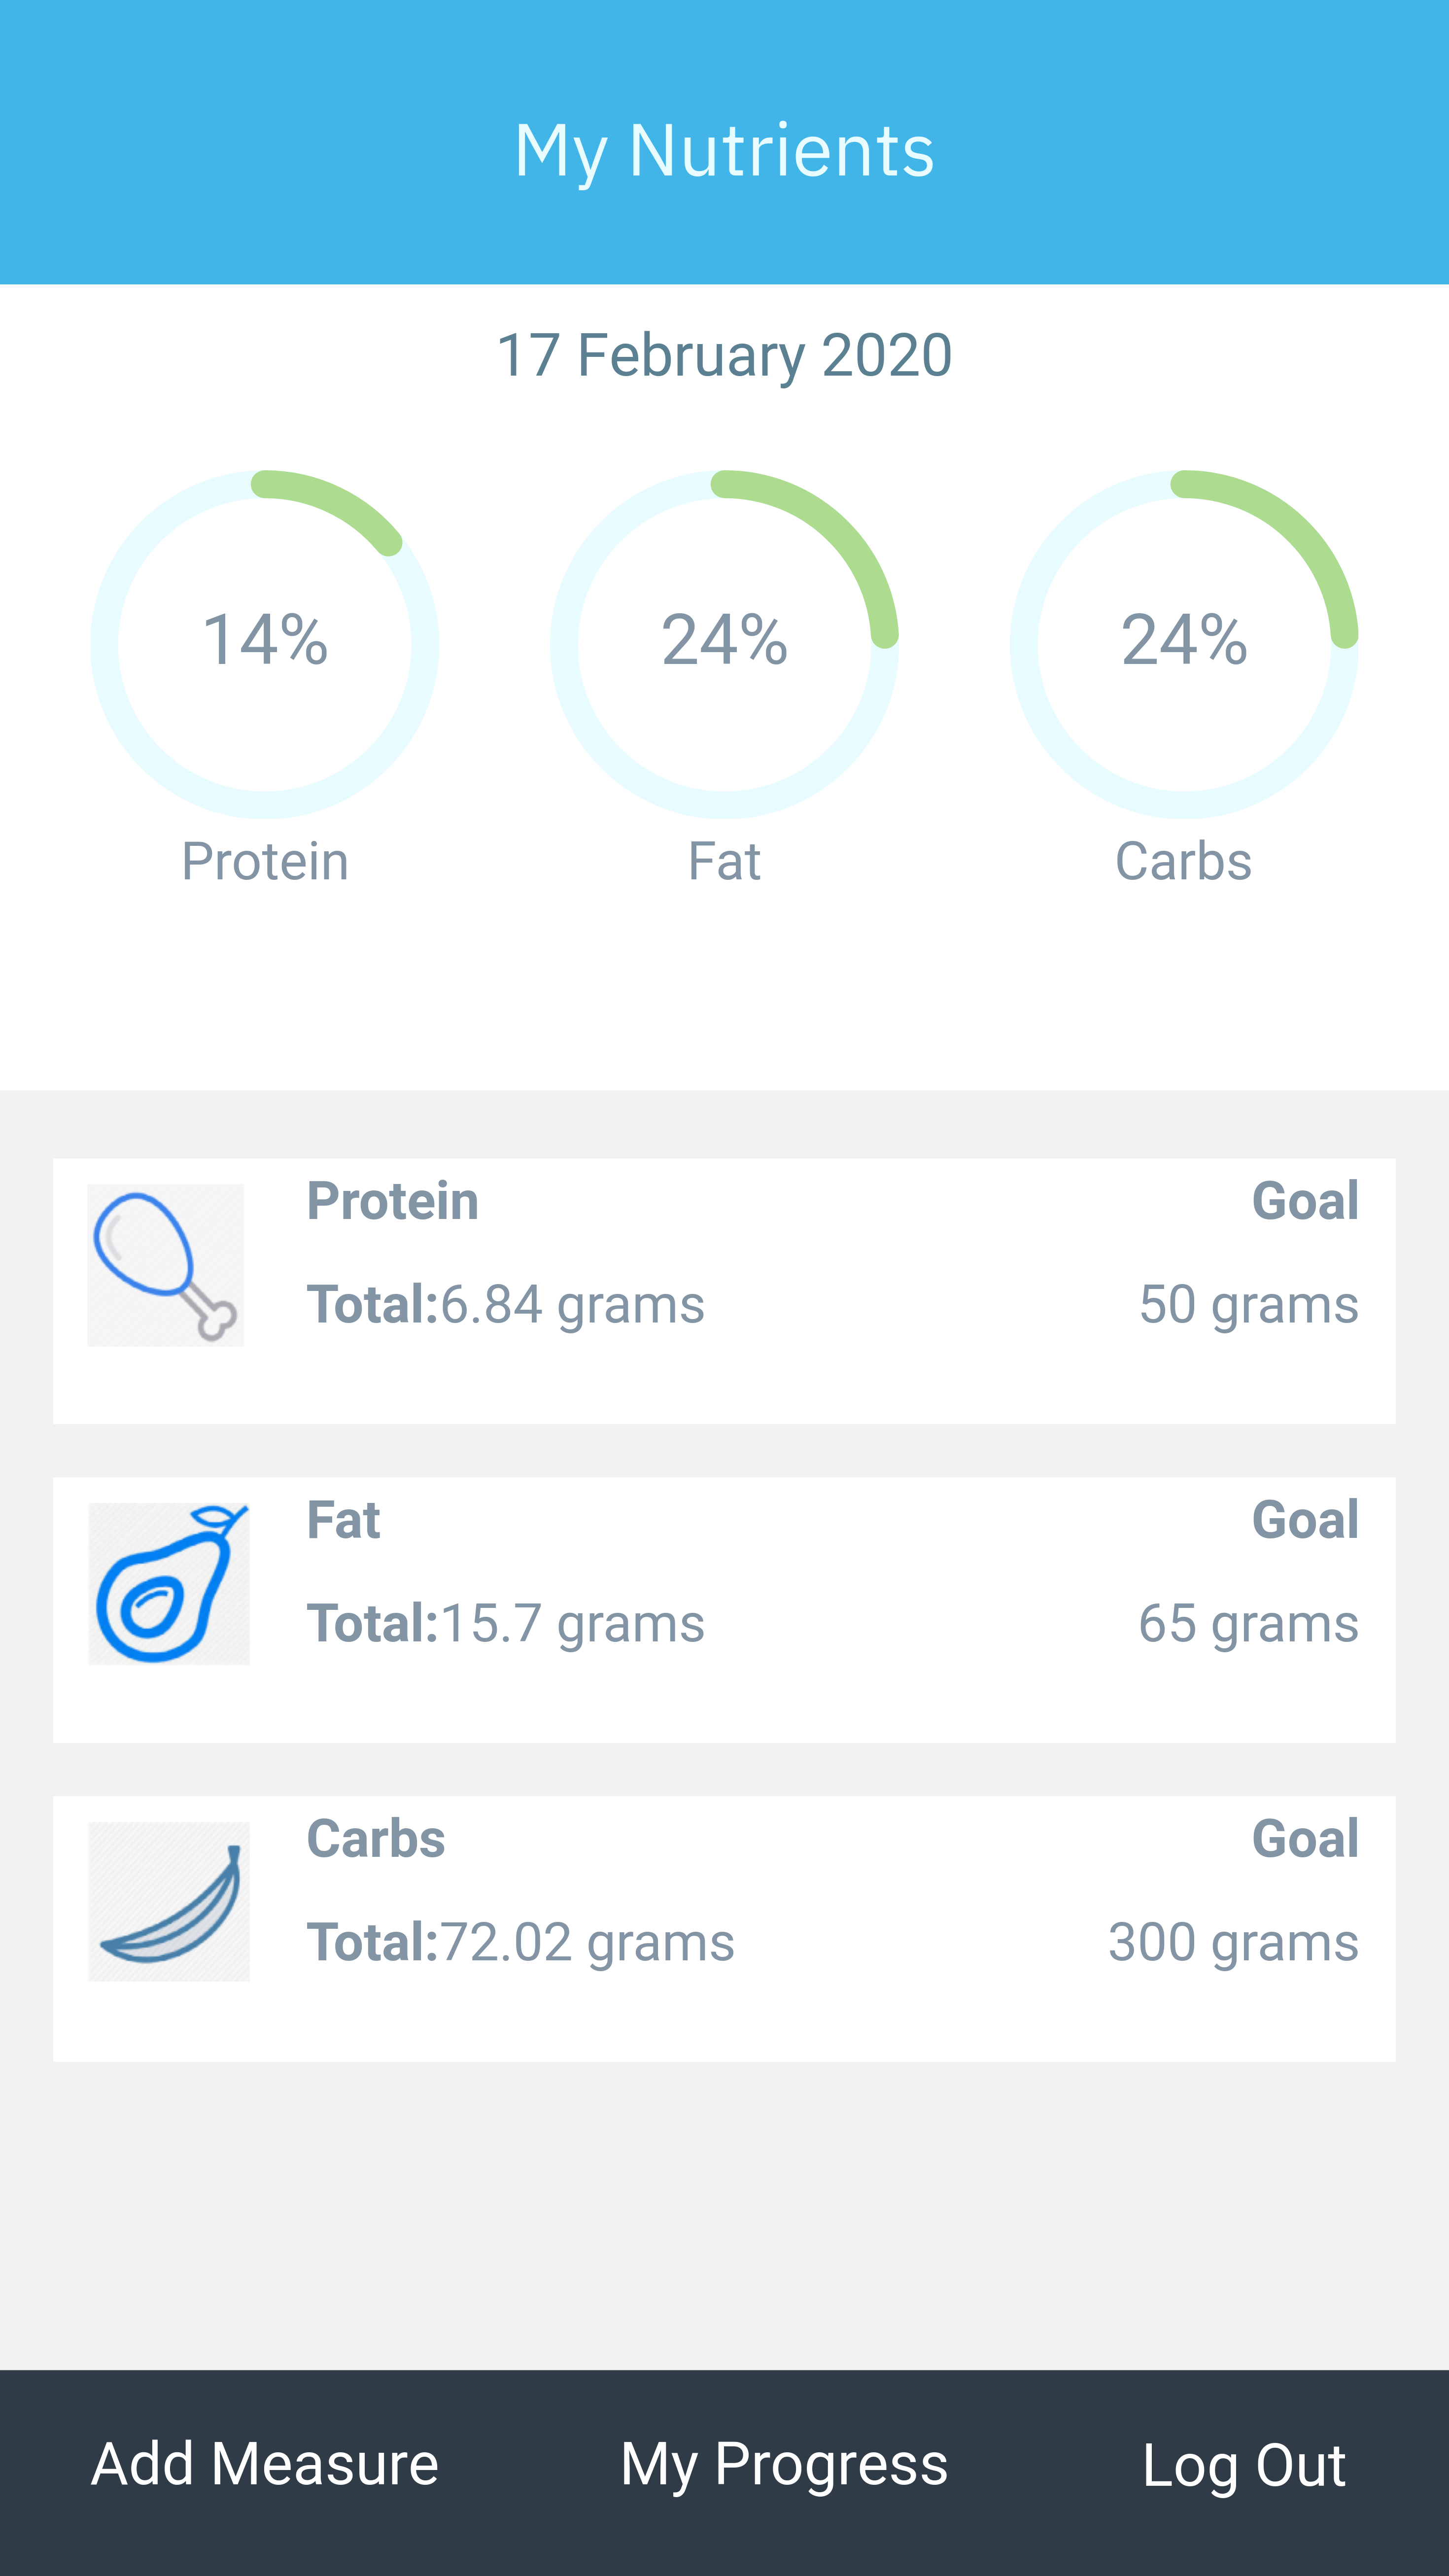 My Nutrients
17 February 2020
14% 24% 24%
Protein Fat Carbs
Protein Goal
Total:6.84 grams 50 grams
Fat Goal
Total:15.7 grams 65 grams
Carbs Goal
Total:72.02 grams 300 grams
Add Measure My Progress Log Out